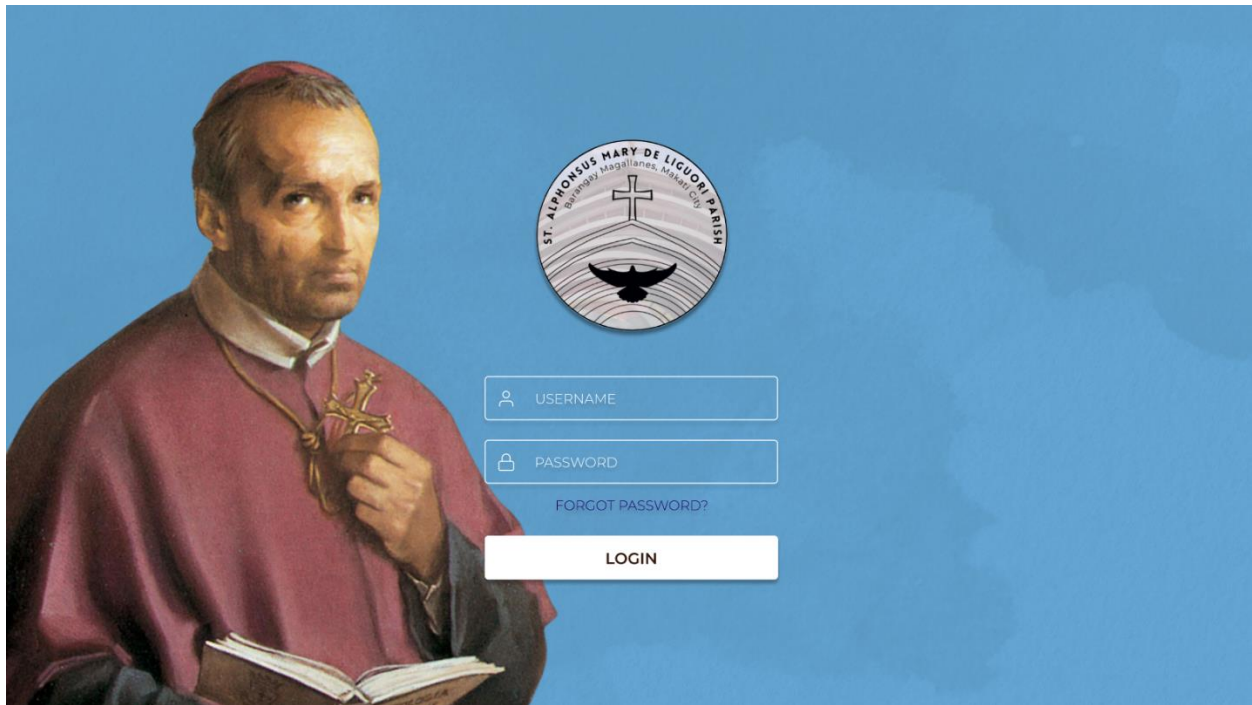 ST. ALPHONSUS MARY DE LIGUORI PARISH
Barangay Magallanes, Makati City
USERNAME
PASSWORD
FORGOT PASSWORD?
LOGIN